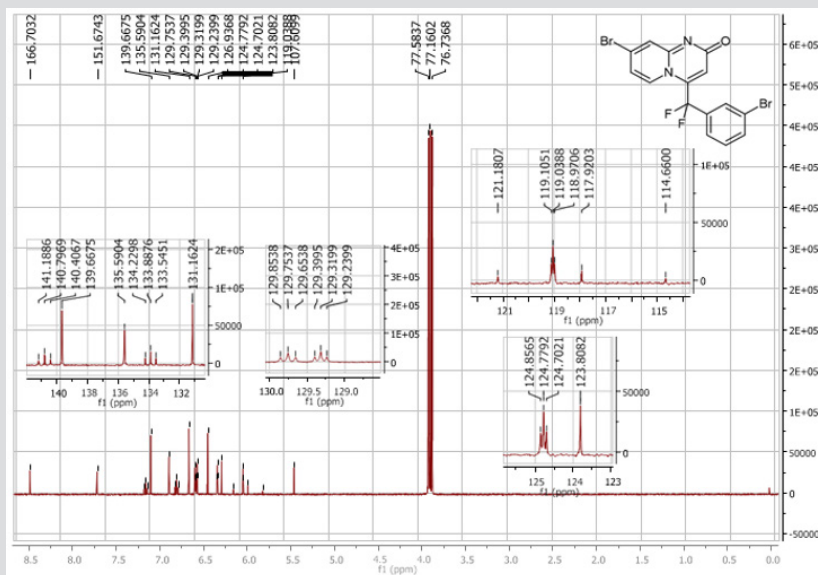 166.7032
151.6743
139.6675
135.5904
131.1624
129.7537
129.3995
129.3199
129.2399
126.9368
124.7792
124.7021
123.8082
119.0388
107.6099
77.5837
77.1602
76.7368
6E+05
5E+05
4E+05
4E+05
3E+05
2E+05
2E+05
1E+05
50000
0
-50000
Br
N
N
O
F
F
Br
121.1807
119.1051
119.0388
118.9706
117.9203
114.6600
1E+05
50000
0
121 119 117 115
f1 (ppm)
141.1886
140.7969
140.4067
139.6675
135.5904
134.2298
133.8876
133.5451
131.1624
2E+05
1E+05
50000
0
140 138 136 134 132
f1 (ppm)
129.8538
129.7537
129.6538
129.3995
129.3199
129.2399
4E+05
3E+05
2E+05
1E+05
0
130.0 129.5 129.0
f1 (ppm)
124.8565
124.7792
124.7021
123.8082
50000
0
125 124 123
f1 (ppm)
8.5 8.0 7.5 7.0 6.5 6.0 5.5 5.0 4.5 4.0 3.5 3.0 2.5 2.0 1.5 1.0 0.5 0.0
f1 (ppm)